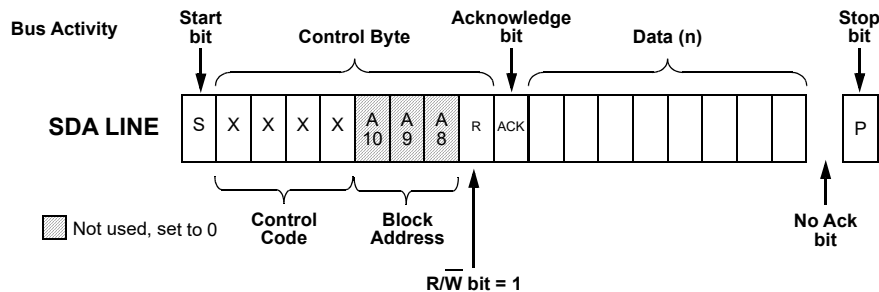 Bus Activity
Start
bit
Control Byte
Acknowledge
bit
Data (n)
Stop
bit
SDA LINE
S X X X X A
10 A
9 A
8 R ACK P
Not used, set to 0
Control
Code
Block
Address
No Ack
bit
R/W̅ bit = 1